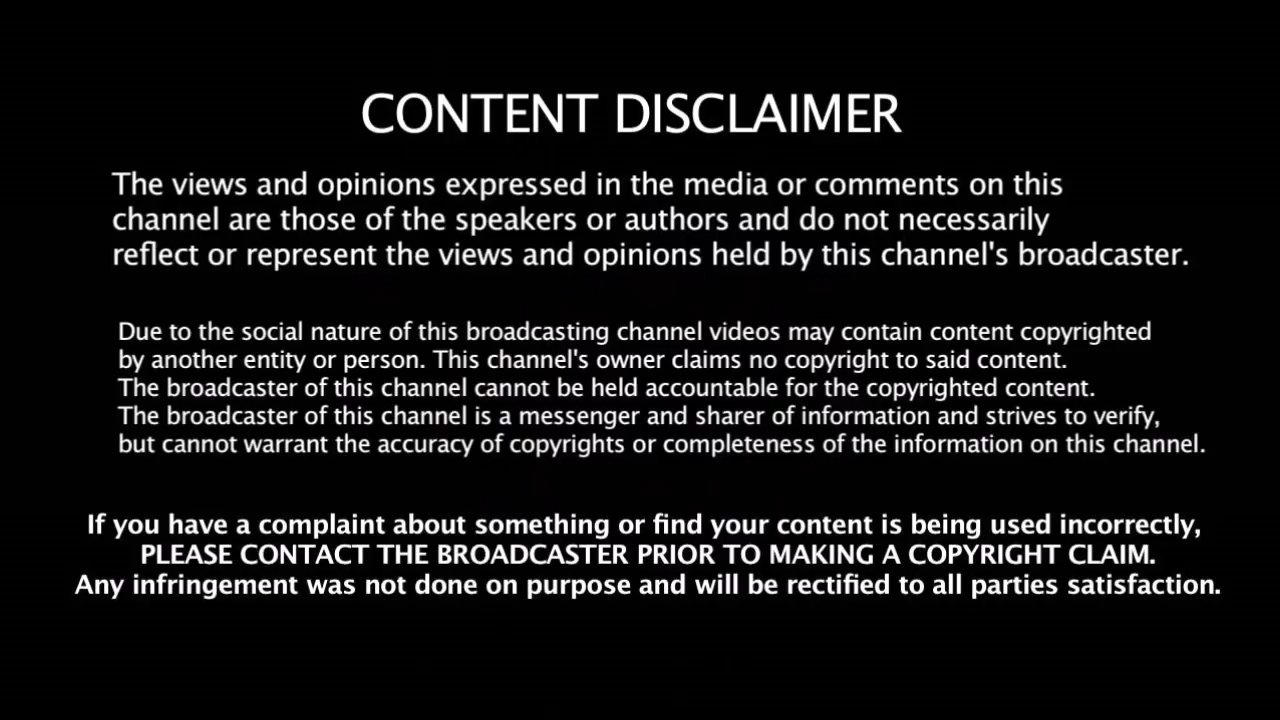 CONTENT DISCLAIMER
The views and opinions expressed in the media or comments on this
channel are those of the speakers or authors and do not necessarily
reflect or represent the views and opinions held by this channel's broadcaster.
Due to the social nature of this broadcasting channel videos may contain content copyrighted
by another entity or person. This channel's owner claims no copyright to said content.
The broadcaster of this channel cannot be held accountable for the copyrighted content.
The broadcaster of this channel is a messenger and sharer of information and strives to verify,
but cannot warrant the accuracy of copyrights or completeness of the information on this channel.
If you have a complaint about something or find your content is being used incorrectly,
PLEASE CONTACT THE BROADCASTER PRIOR TO MAKING A COPYRIGHT CLAIM.
Any infringement was not done on purpose and will be rectified to all parties satisfaction.